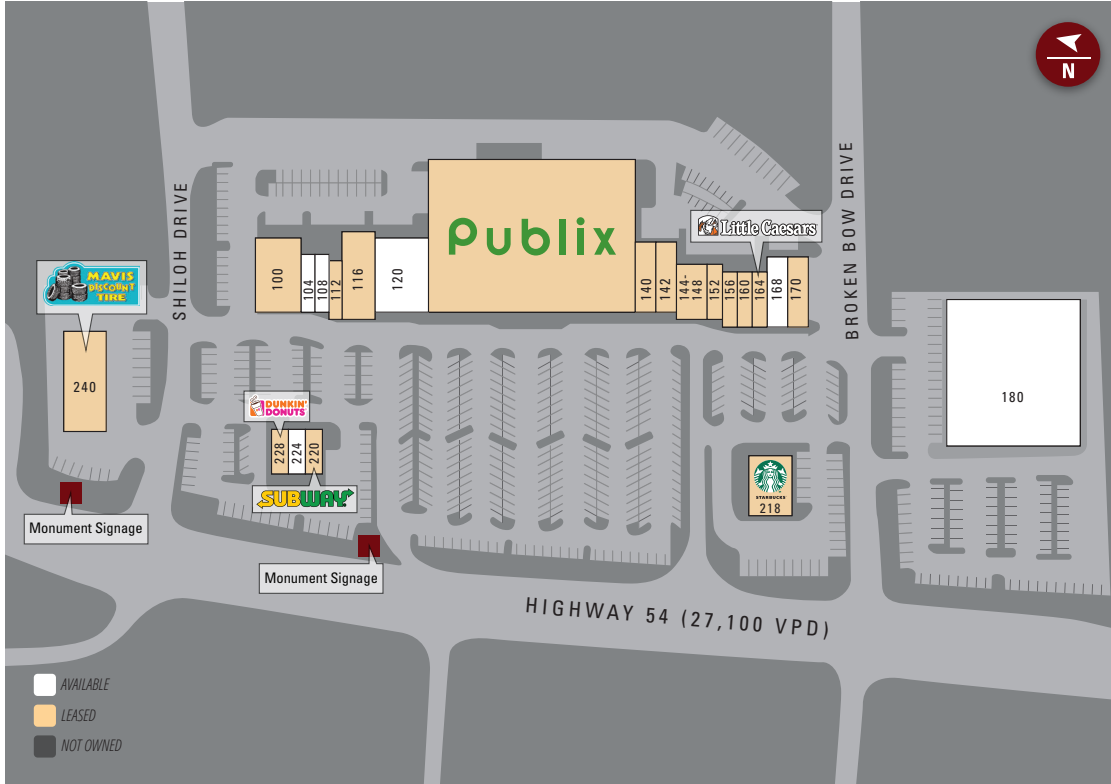 N
SHILOH DRIVE
BROKEN BOW DRIVE
Publix
Little Caesars
MAVIS
DISCOUNT
TIRE
100
104
108
112
116
120
140
142
144-
148
152
156
160
164
168
170
240
180
DUNKIN'
DONUTS
228
224
220
SUBWAY
STARBUCKS
218
Monument Signage
Monument Signage
HIGHWAY 54 (27,100 VPD)
AVAILABLE
LEASED
NOT OWNED